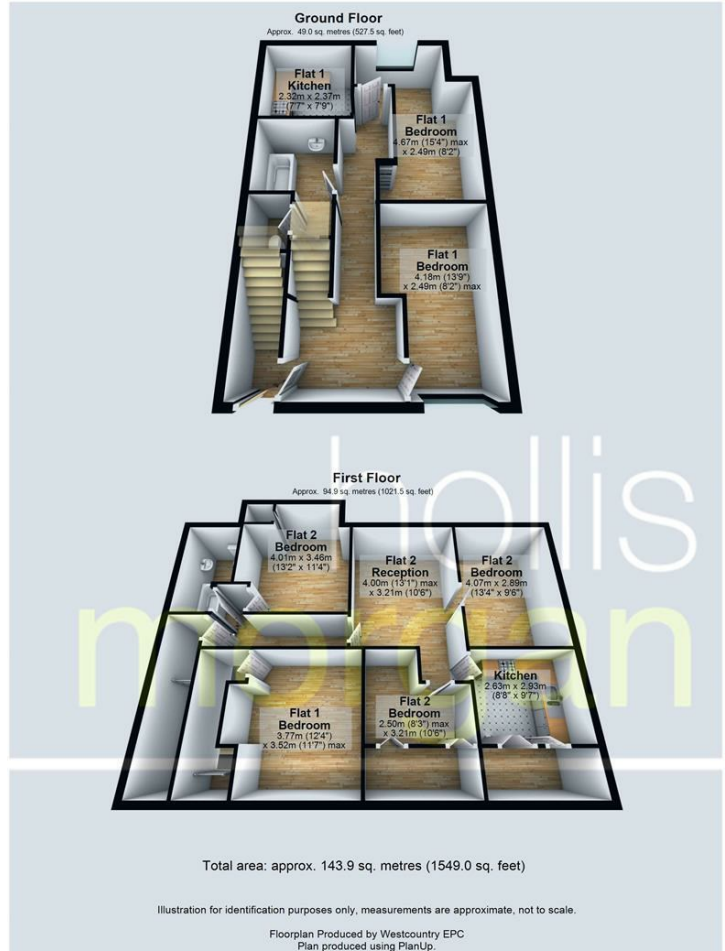 Ground Floor
Approx. 49.0 sq. metres (527.5 sq. feet)
Flat 1
Kitchen
2.32m x 2.37m
(7'7" x 7'9")
Flat 1
Bedroom
4.67m (15'4") max
x 2.49m (8'2")
Flat 1
Bedroom
4.18m (13'9")
x 2.49m (8'2") max
hollis
morgan
First Floor
Approx. 94.9 sq. metres (1021.5 sq. feet)
Flat 2
Bedroom
4.01m x 3.46m
(13'2" x 11'4")
Flat 2
Reception
4.00m (13'1") max
x 3.21m (10'6")
Flat 2
Bedroom
4.07m x 2.89m
(13'4" x 9'6")
Kitchen
2.63m x 2.93m
(8'8" x 9'7")
Flat 1
Bedroom
3.77m (12'4")
x 3.52m (11'7") max
Flat 2
Bedroom
2.50m (8'3") max
x 3.21m (10'6")
Total area: approx. 143.9 sq. metres (1549.0 sq. feet)
Illustration for identification purposes only, measurements are approximate, not to scale.
Floorplan Produced by Westcountry EPC
Plan produced using PlanUp.